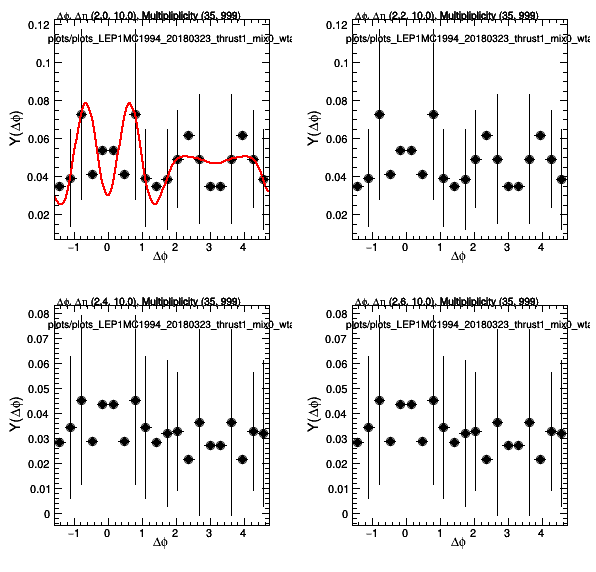 Δϕ, Δη (2.0, 10.0), Multipliplicity (35, 999)
plots/plots_LEP1MC1994_20180323_thrust1_mix0_wta
Y(Δϕ)
0.12
0.1
0.08
0.06
0.04
0.02
−1 0 1 2 3 4
Δϕ
Δϕ, Δη (2.2, 10.0), Multipliplicity (35, 999)
plots/plots_LEP1MC1994_20180323_thrust1_mix0_wta
Y(Δϕ)
0.12
0.1
0.08
0.06
0.04
0.02
−1 0 1 2 3 4
Δϕ
Δϕ, Δη (2.4, 10.0), Multipliplicity (35, 999)
plots/plots_LEP1MC1994_20180323_thrust1_mix0_wta
Y(Δϕ)
0.08
0.07
0.06
0.05
0.04
0.03
0.02
0.01
0
−1 0 1 2 3 4
Δϕ
Δϕ, Δη (2.6, 10.0), Multipliplicity (35, 999)
plots/plots_LEP1MC1994_20180323_thrust1_mix0_wta
Y(Δϕ)
0.08
0.07
0.06
0.05
0.04
0.03
0.02
0.01
0
−1 0 1 2 3 4
Δϕ